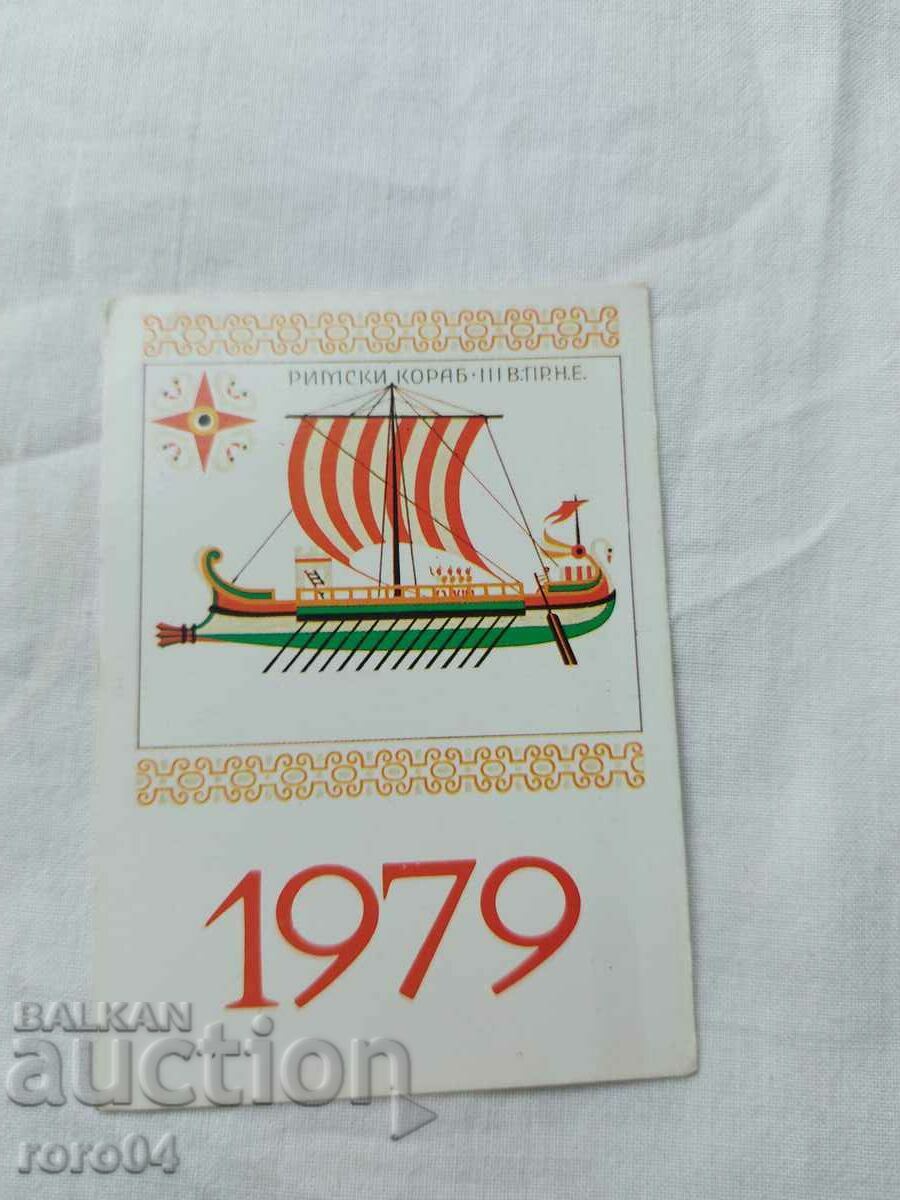 РИМСКИ КОРАБ·III В.ПР.Н.Е.
1979
BALKAN
auction
roro04